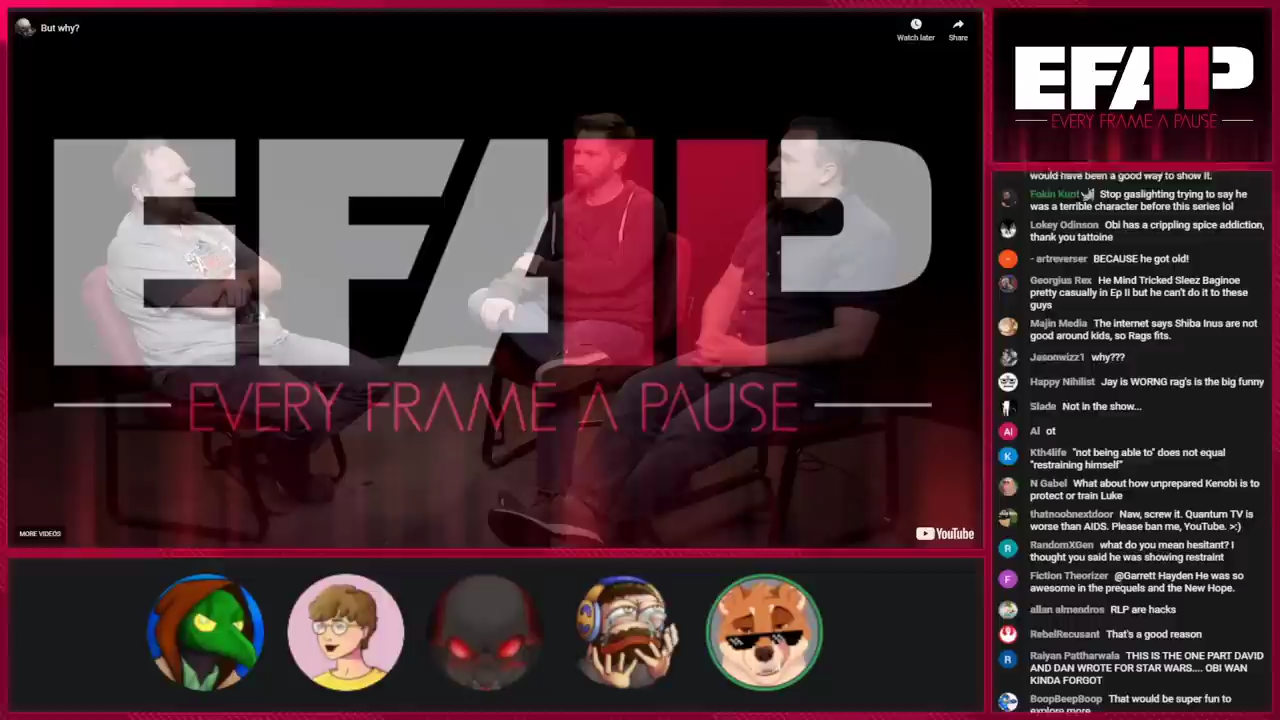 But why?
Watch later
Share
EFAP
EVERY FRAME A PAUSE
MORE VIDEOS
YouTube
EFAP
EVERY FRAME A PAUSE
would have been a good way to show it.
Fokin Kunt Stop gaslighting trying to say he
was a terrible character before this series lol
Lokey Odinson Obi has a crippling spice addiction,
thank you tattoine
- artreverser BECAUSE he got old!
Georgius Rex He Mind Tricked Sleez Baginoe
pretty casually in Ep II but he can't do it to these
guys
Majin Media The internet says Shiba Inus are not
good around kids, so Rags fits.
Jasonwizz1 why???
Happy Nihilist Jay is WORNG rag's is the big funny
Slade Not in the show...
Al
Al ot
K
Kth4life "not being able to" does not equal
"restraining himself"
N Gabel What about how unprepared Kenobi is to
protect or train Luke
thatnoobnextdoor Naw, screw it. Quantum TV is
worse than AIDS. Please ban me, YouTube. >:)
R
RandomXGen what do you mean hesitant? I
thought you said he was showing restraint
F
Fiction Theorizer @Garrett Hayden He was so
awesome in the prequels and the New Hope.
allan almendros RLP are hacks
RebelRecusant That's a good reason
R
Raiyan Pattharwala THIS IS THE ONE PART DAVID
AND DAN WROTE FOR STAR WARS.... OBI WAN
KINDA FORGOT
BoopBeepBoop That would be super fun to
explore more